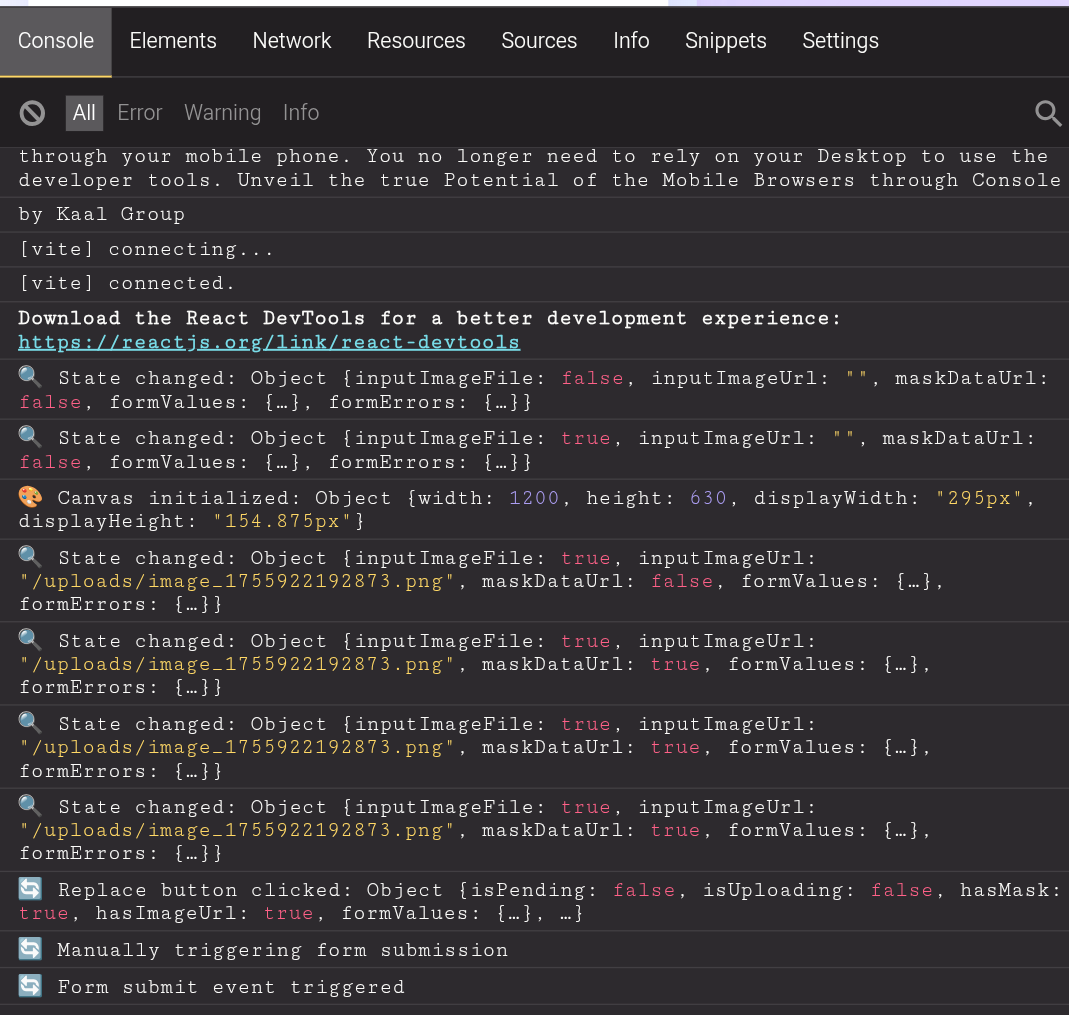 Console Elements Network Resources Sources Info Snippets Settings
All Error Warning Info
through your mobile phone. You no longer need to rely on your Desktop to use the
developer tools. Unveil the true Potential of the Mobile Browsers through Console
by Kaal Group
[vite] connecting...
[vite] connected.
Download the React DevTools for a better development experience:
https://reactjs.org/link/react-devtools
🔍 State changed: Object {inputImageFile: false, inputImageUrl: "", maskDataUrl:
false, formValues: {…}, formErrors: {…}}
🔍 State changed: Object {inputImageFile: true, inputImageUrl: "", maskDataUrl:
false, formValues: {…}, formErrors: {…}}
🎨 Canvas initialized: Object {width: 1200, height: 630, displayWidth: "295px",
displayHeight: "154.875px"}
🔍 State changed: Object {inputImageFile: true, inputImageUrl:
"/uploads/image_1755922192873.png", maskDataUrl: false, formValues: {…},
formErrors: {…}}
🔍 State changed: Object {inputImageFile: true, inputImageUrl:
"/uploads/image_1755922192873.png", maskDataUrl: true, formValues: {…},
formErrors: {…}}
🔍 State changed: Object {inputImageFile: true, inputImageUrl:
"/uploads/image_1755922192873.png", maskDataUrl: true, formValues: {…},
formErrors: {…}}
🔍 State changed: Object {inputImageFile: true, inputImageUrl:
"/uploads/image_1755922192873.png", maskDataUrl: true, formValues: {…},
formErrors: {…}}
🔄 Replace button clicked: Object {isPending: false, isUploading: false, hasMask:
true, hasImageUrl: true, formValues: {…}, …}
🔄 Manually triggering form submission
🔄 Form submit event triggered